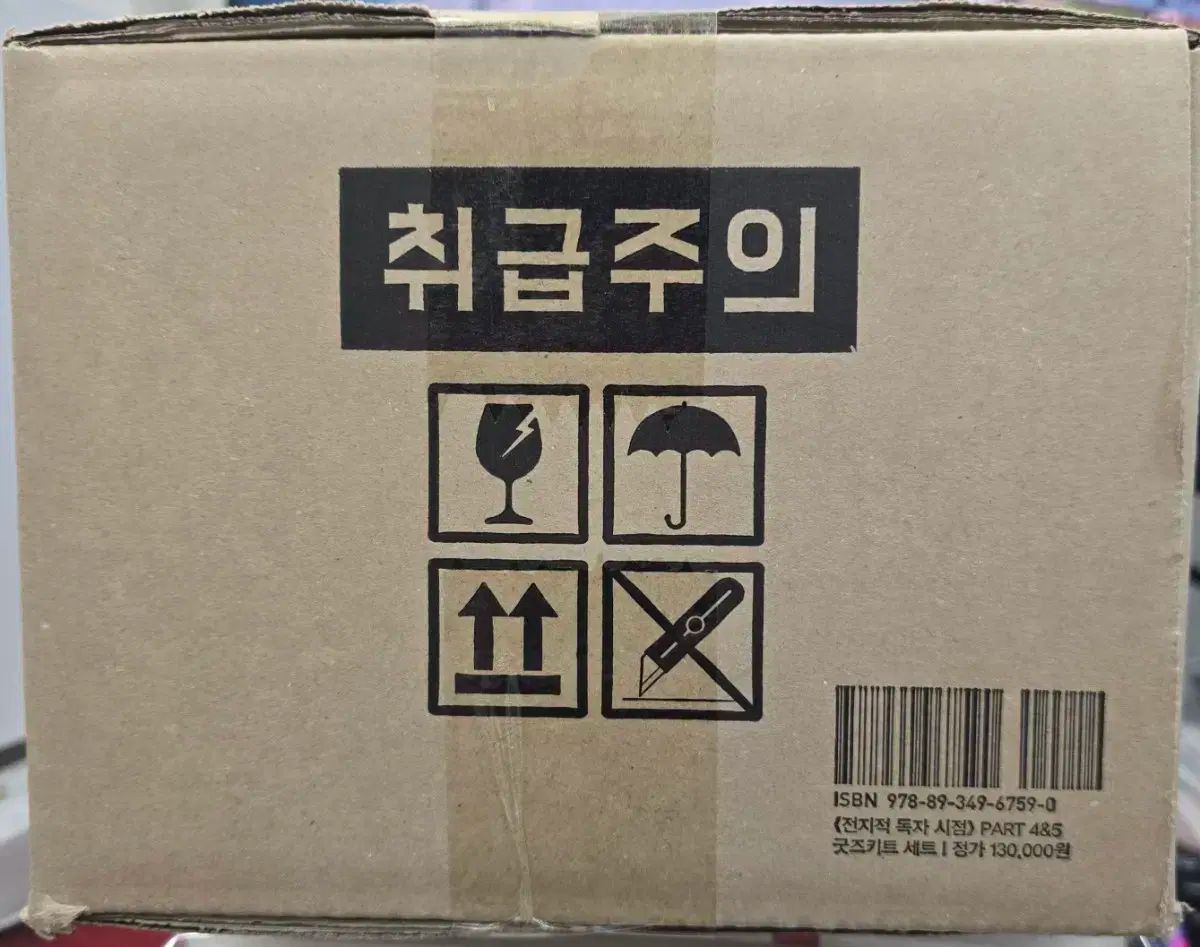 취급주의
ISBN 978-89-349-6759-0
《전지적 독자 시점》 PART 4&5
굿즈키트 세트 | 정가 130,000원